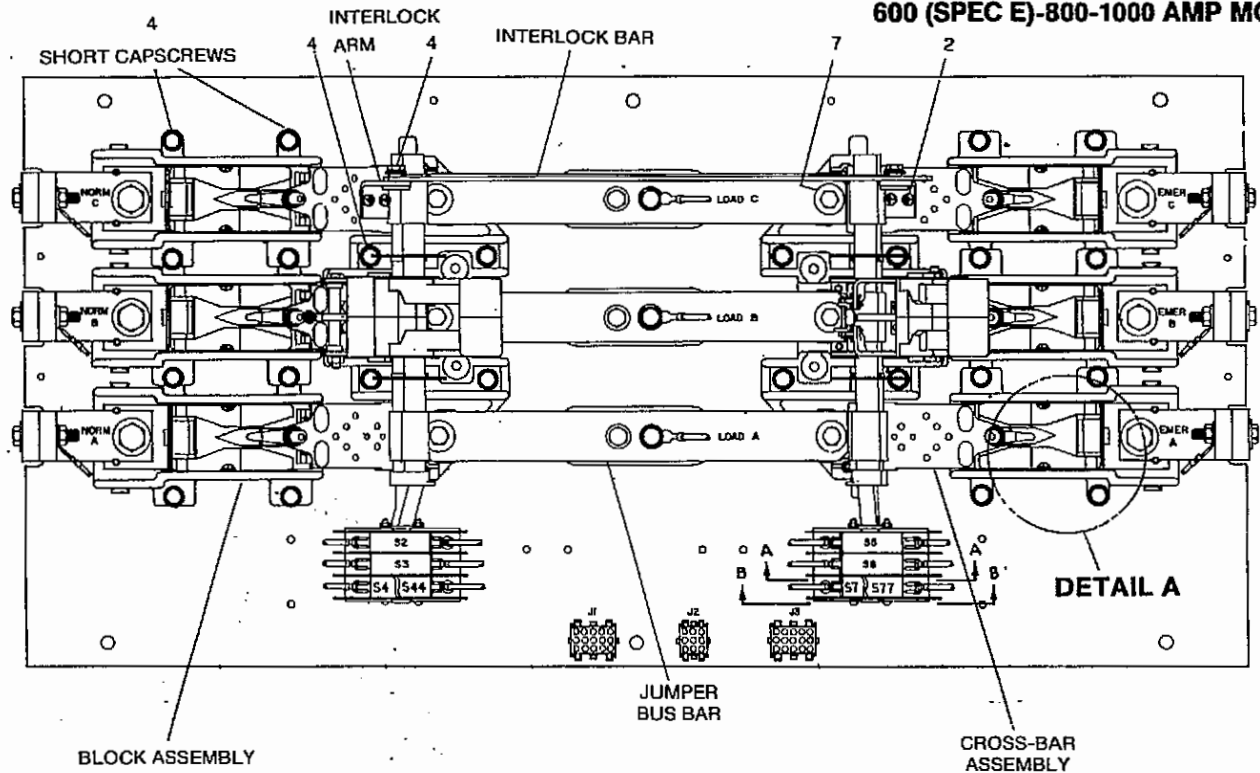 600 (SPEC E)-800-1000 AMP MO
4
SHORT CAPSCREWS
INTERLOCK
ARM
4
4
INTERLOCK BAR
7
2
NORM
C
LOAD C
EMER
C
NORM
B
LOAD B
EMER
B
NORM
A
LOAD A
EMER
A
S2
S3
S4 S44
S5
S6
S7 S77
A A
B B
DETAIL A
J1 J2 J3
JUMPER
BUS BAR
BLOCK ASSEMBLY
CROSS-BAR
ASSEMBLY